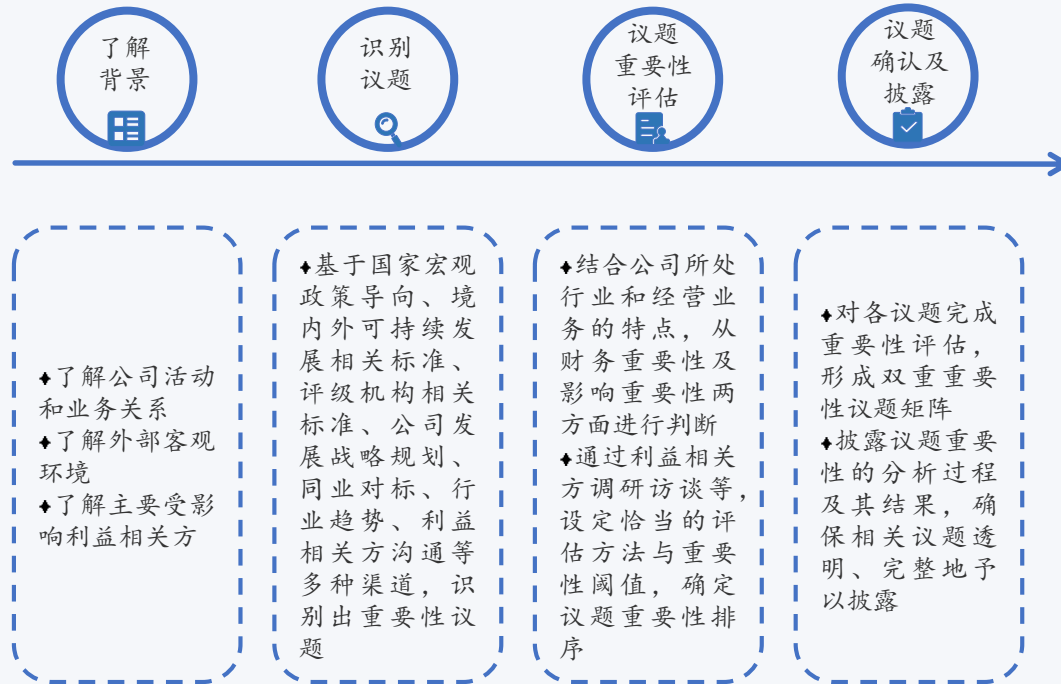 了解
背景
识别
议题
议题
重要性
评估
议题
确认及
披露
♦了解公司活动
和业务关系
♦了解外部客观
环境
♦了解主要受影
响利益相关方
♦基于国家宏观
政策导向、境
内外可持续发
展相关标准、
评级机构相关
标准、公司发
展战略规划、
同业对标、行
业趋势、利益
相关方沟通等
多种渠道，识
别出重要性议
题
♦结合公司所处
行业和经营业
务的特点，从
财务重要性及
影响重要性两
方面进行判断
♦通过利益相关
方调研访谈等，
设定恰当的评
估方法与重要
性阈值，确定
议题重要性排
序
♦对各议题完成
重要性评估，
形成双重重要
性议题矩阵
♦披露议题重要
性的分析过程
及其结果，确
保相关议题透
明、完整地予
以披露